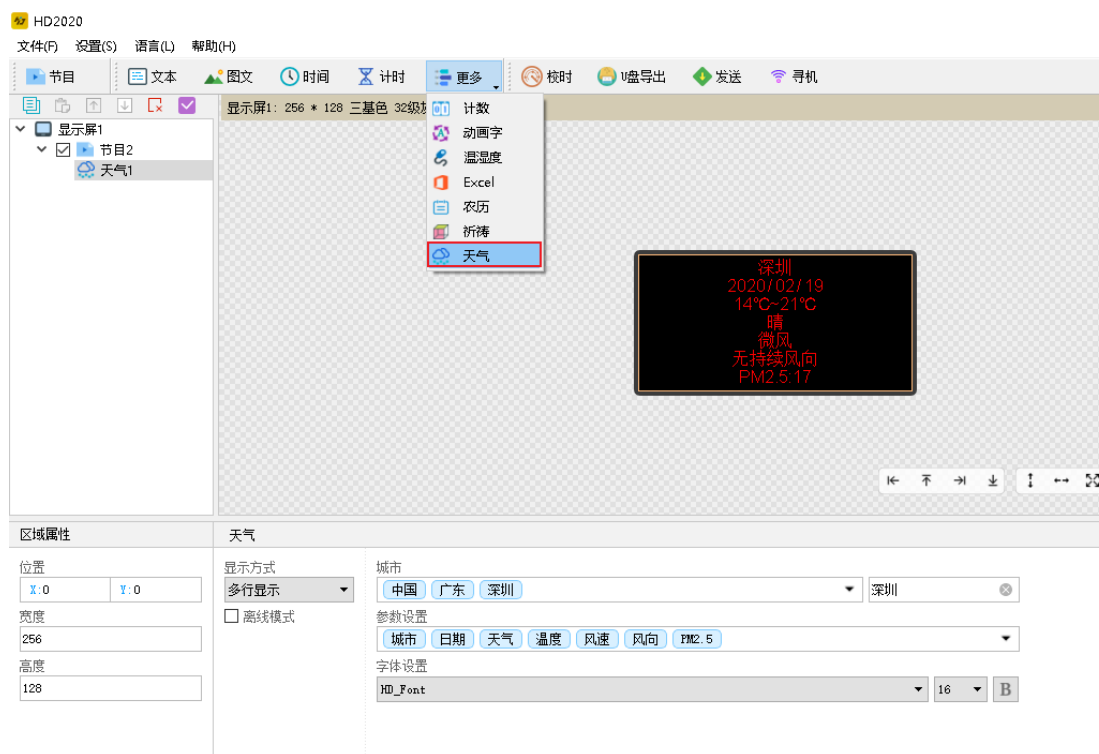 HD2020
文件(F) 设置(S) 语言(L) 帮助(H)
节目 文本 图文 时间 计时 更多 校时 U盘导出 发送 寻机
显示屏1: 256 * 128 三基色 32级
计数
动画字
温湿度
Excel
农历
祈祷
天气
显示屏1
节目2
天气1
深圳
2020/02/19
14℃~21℃
晴
微风
无持续风向
PM2.5:17
区域属性
位置
X:0 Y:0
宽度
256
高度
128
天气
显示方式
多行显示
离线模式
城市
中国 广东 深圳 深圳
参数设置
城市 日期 天气 温度 风速 风向 PM2.5
字体设置
HD_Font 16 B